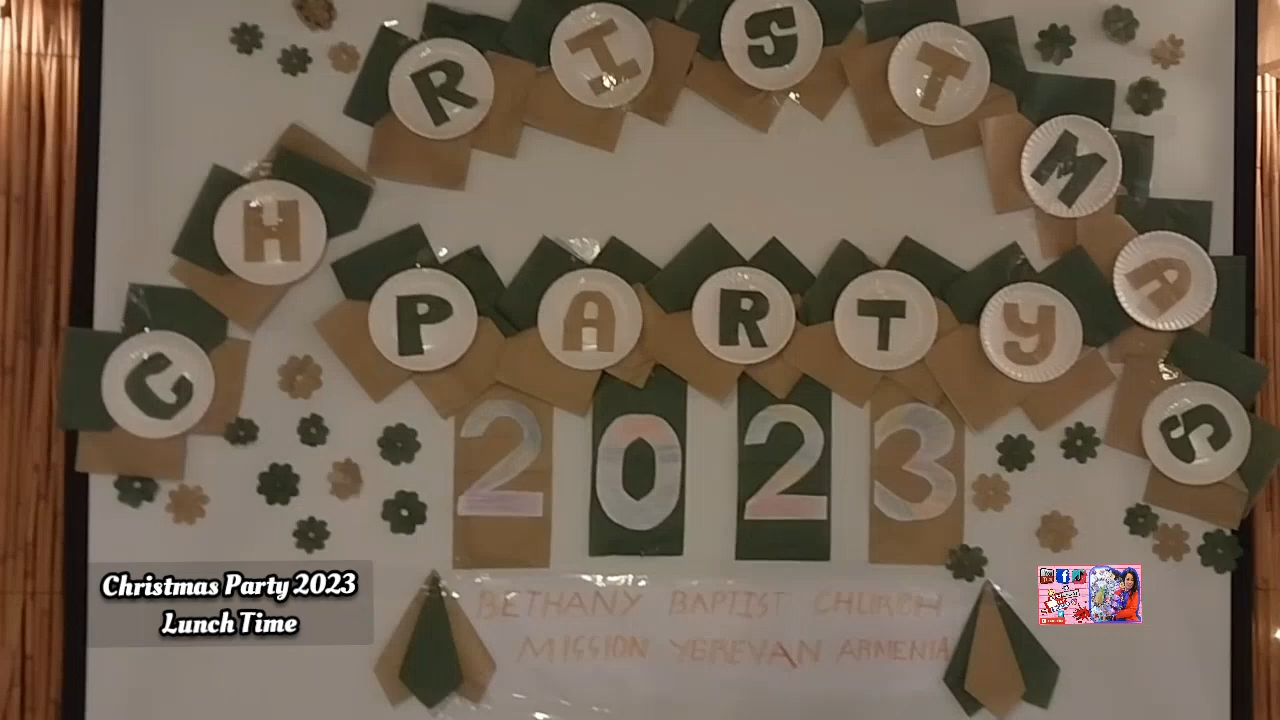 CHRISTMAS
PARTY
2023
BETHANY BAPTIST CHURCH
MISSION YEREVAN ARMENIA
Christmas Party 2023
Lunch Time